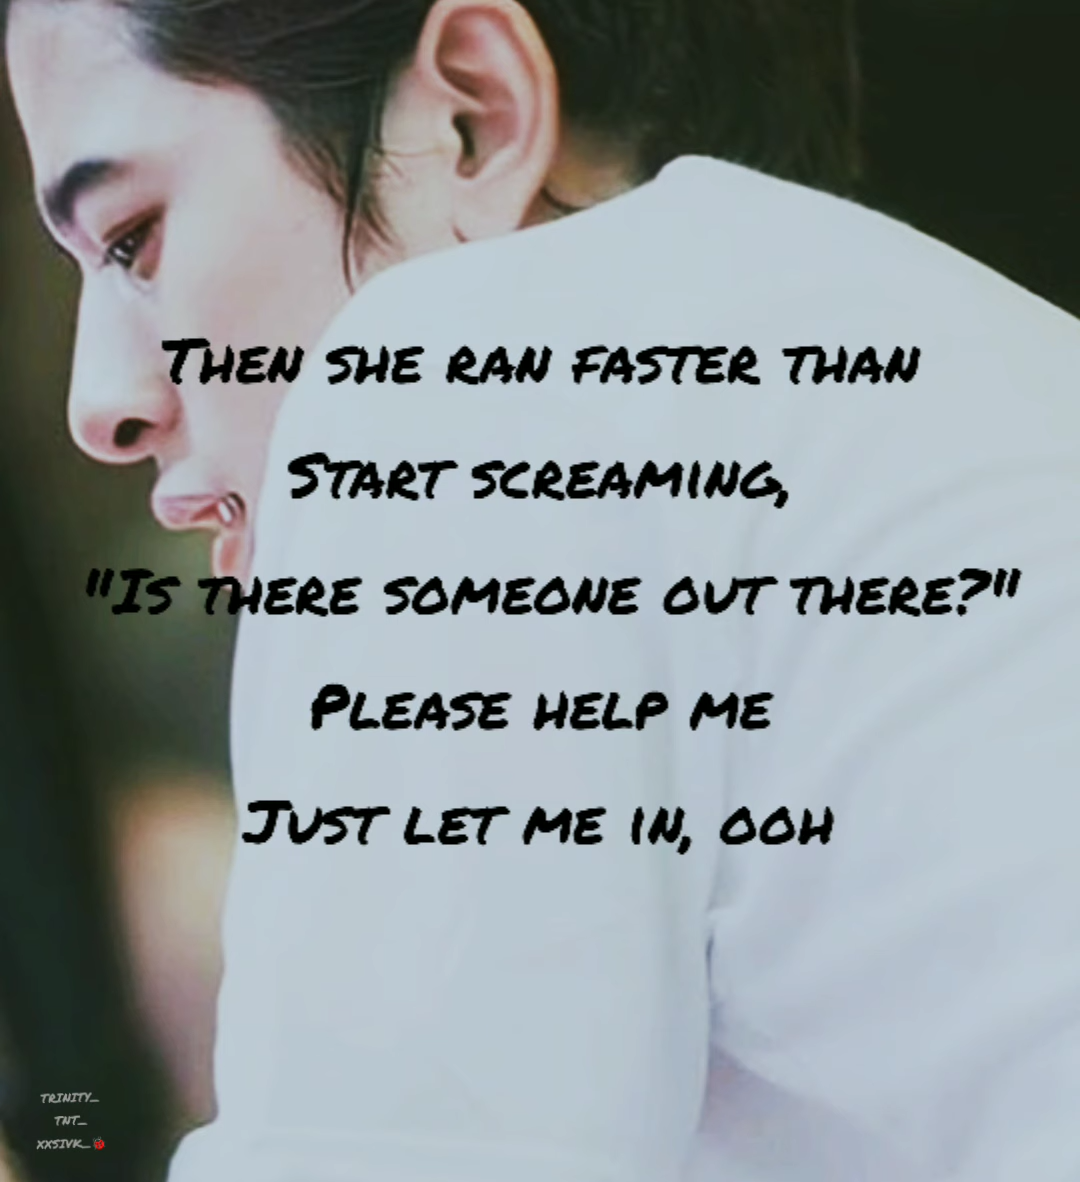 Then she ran faster than
Start screaming,
"Is there someone out there?"
Please help me
Just let me in, ooh
TRINITY_
TNT_
XXSIVK_🐞